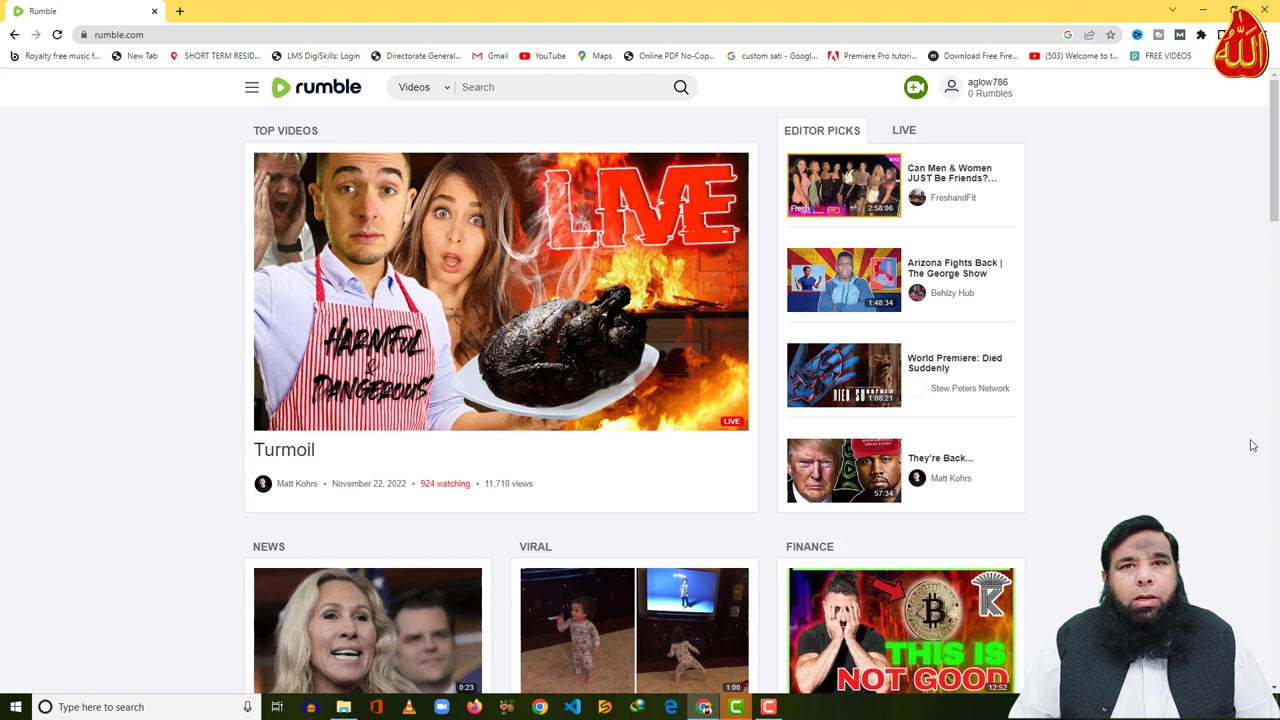 Rumble
rumble.com
Royalty free music f...
New Tab
SHORT TERM RESID...
LMS DigiSkills: Login
Directorate General...
Gmail
YouTube
Maps
Online PDF No-Cop...
custom sati - Googl...
Premiere Pro tutori...
Download Free Fire...
(503) Welcome to t...
FREE VIDEOS
الله
rumble
Videos
Search
aglow786
0 Rumbles
TOP VIDEOS
EDITOR PICKS
LIVE
LIVE
HARMFUL
&
DANGEROUS
LIVE
Turmoil
Matt Kohrs • November 22, 2022 • 924 watching • 11,710 views
Fresh
2:58:06
Can Men & Women
JUST Be Friends?...
FreshandFit
1:48:34
Arizona Fights Back |
The George Show
Behizy Hub
DIED SUDDENLY
1:08:21
World Premiere: Died
Suddenly
Stew Peters Network
57:34
They're Back...
Matt Kohrs
NEWS
VIRAL
FINANCE
0:23
1:00
THIS IS
NOT GOOD
12:52
Type here to search